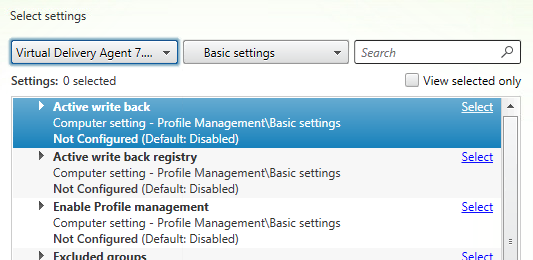 Select settings
Virtual Delivery Agent 7.... Basic settings Search
Settings: 0 selected View selected only
Active write back Select
Computer setting - Profile Management\Basic settings
Not Configured (Default: Disabled)
Active write back registry Select
Computer setting - Profile Management\Basic settings
Not Configured (Default: Disabled)
Enable Profile management Select
Computer setting - Profile Management\Basic settings
Not Configured (Default: Disabled)
Excluded groups Select